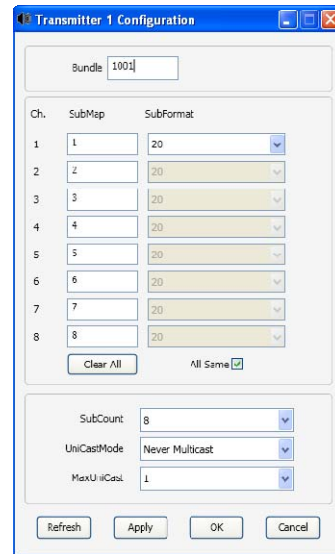 Transmitter 1 Configuration
Bundle 1001
Ch. SubMap SubFormat
1 1 20
2 2 20
3 3 20
4 4 20
5 5 20
6 6 20
7 7 20
8 8 20
Clear All All Same
SubCount 8
UniCastMode Never Multicast
MaxUniCast 1
Refresh Apply OK Cancel